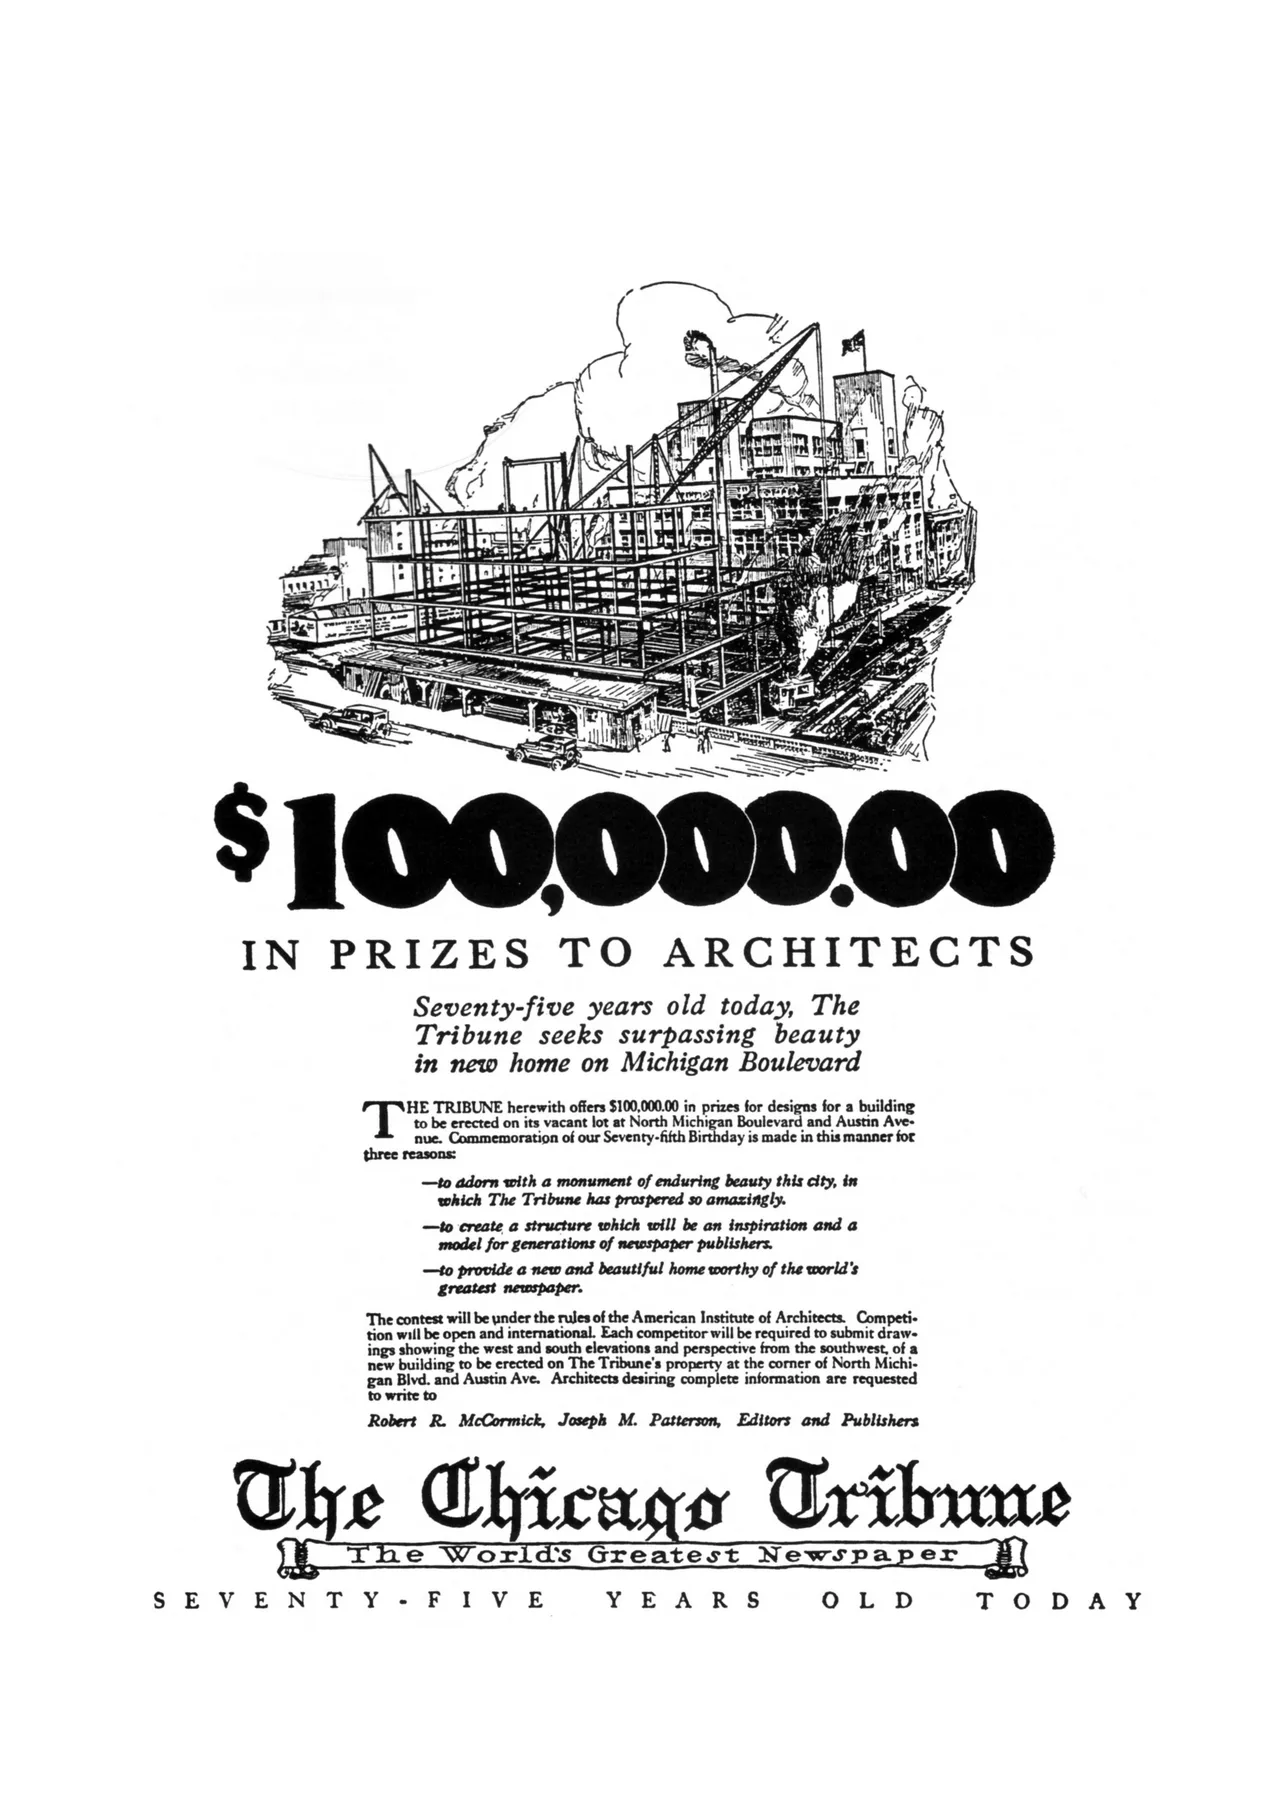 $100,000.00
IN PRIZES TO ARCHITECTS
Seventy-five years old today, The
Tribune seeks surpassing beauty
in new home on Michigan Boulevard
THE TRIBUNE herewith offers $100,000.00 in prizes for designs for a building
to be erected on its vacant lot at North Michigan Boulevard and Austin Ave-
nue. Commemoration of our Seventy-fifth Birthday is made in this manner for
three reasons:
—to adorn with a monument of enduring beauty this city, in
which The Tribune has prospered so amazingly.
—to create a structure which will be an inspiration and a
model for generations of newspaper publishers.
—to provide a new and beautiful home worthy of the world's
greatest newspaper.
The contest will be under the rules of the American Institute of Architects. Competi-
tion will be open and international. Each competitor will be required to submit draw-
ings showing the west and south elevations and perspective from the southwest, of a
new building to be erected on The Tribune's property at the corner of North Michi-
gan Blvd. and Austin Ave. Architects desiring complete information are requested
to write to
Robert R. McCormick, Joseph M. Patterson, Editors and Publishers
The Chicago Tribune
The World's Greatest Newspaper
SEVENTY-FIVE YEARS OLD TODAY